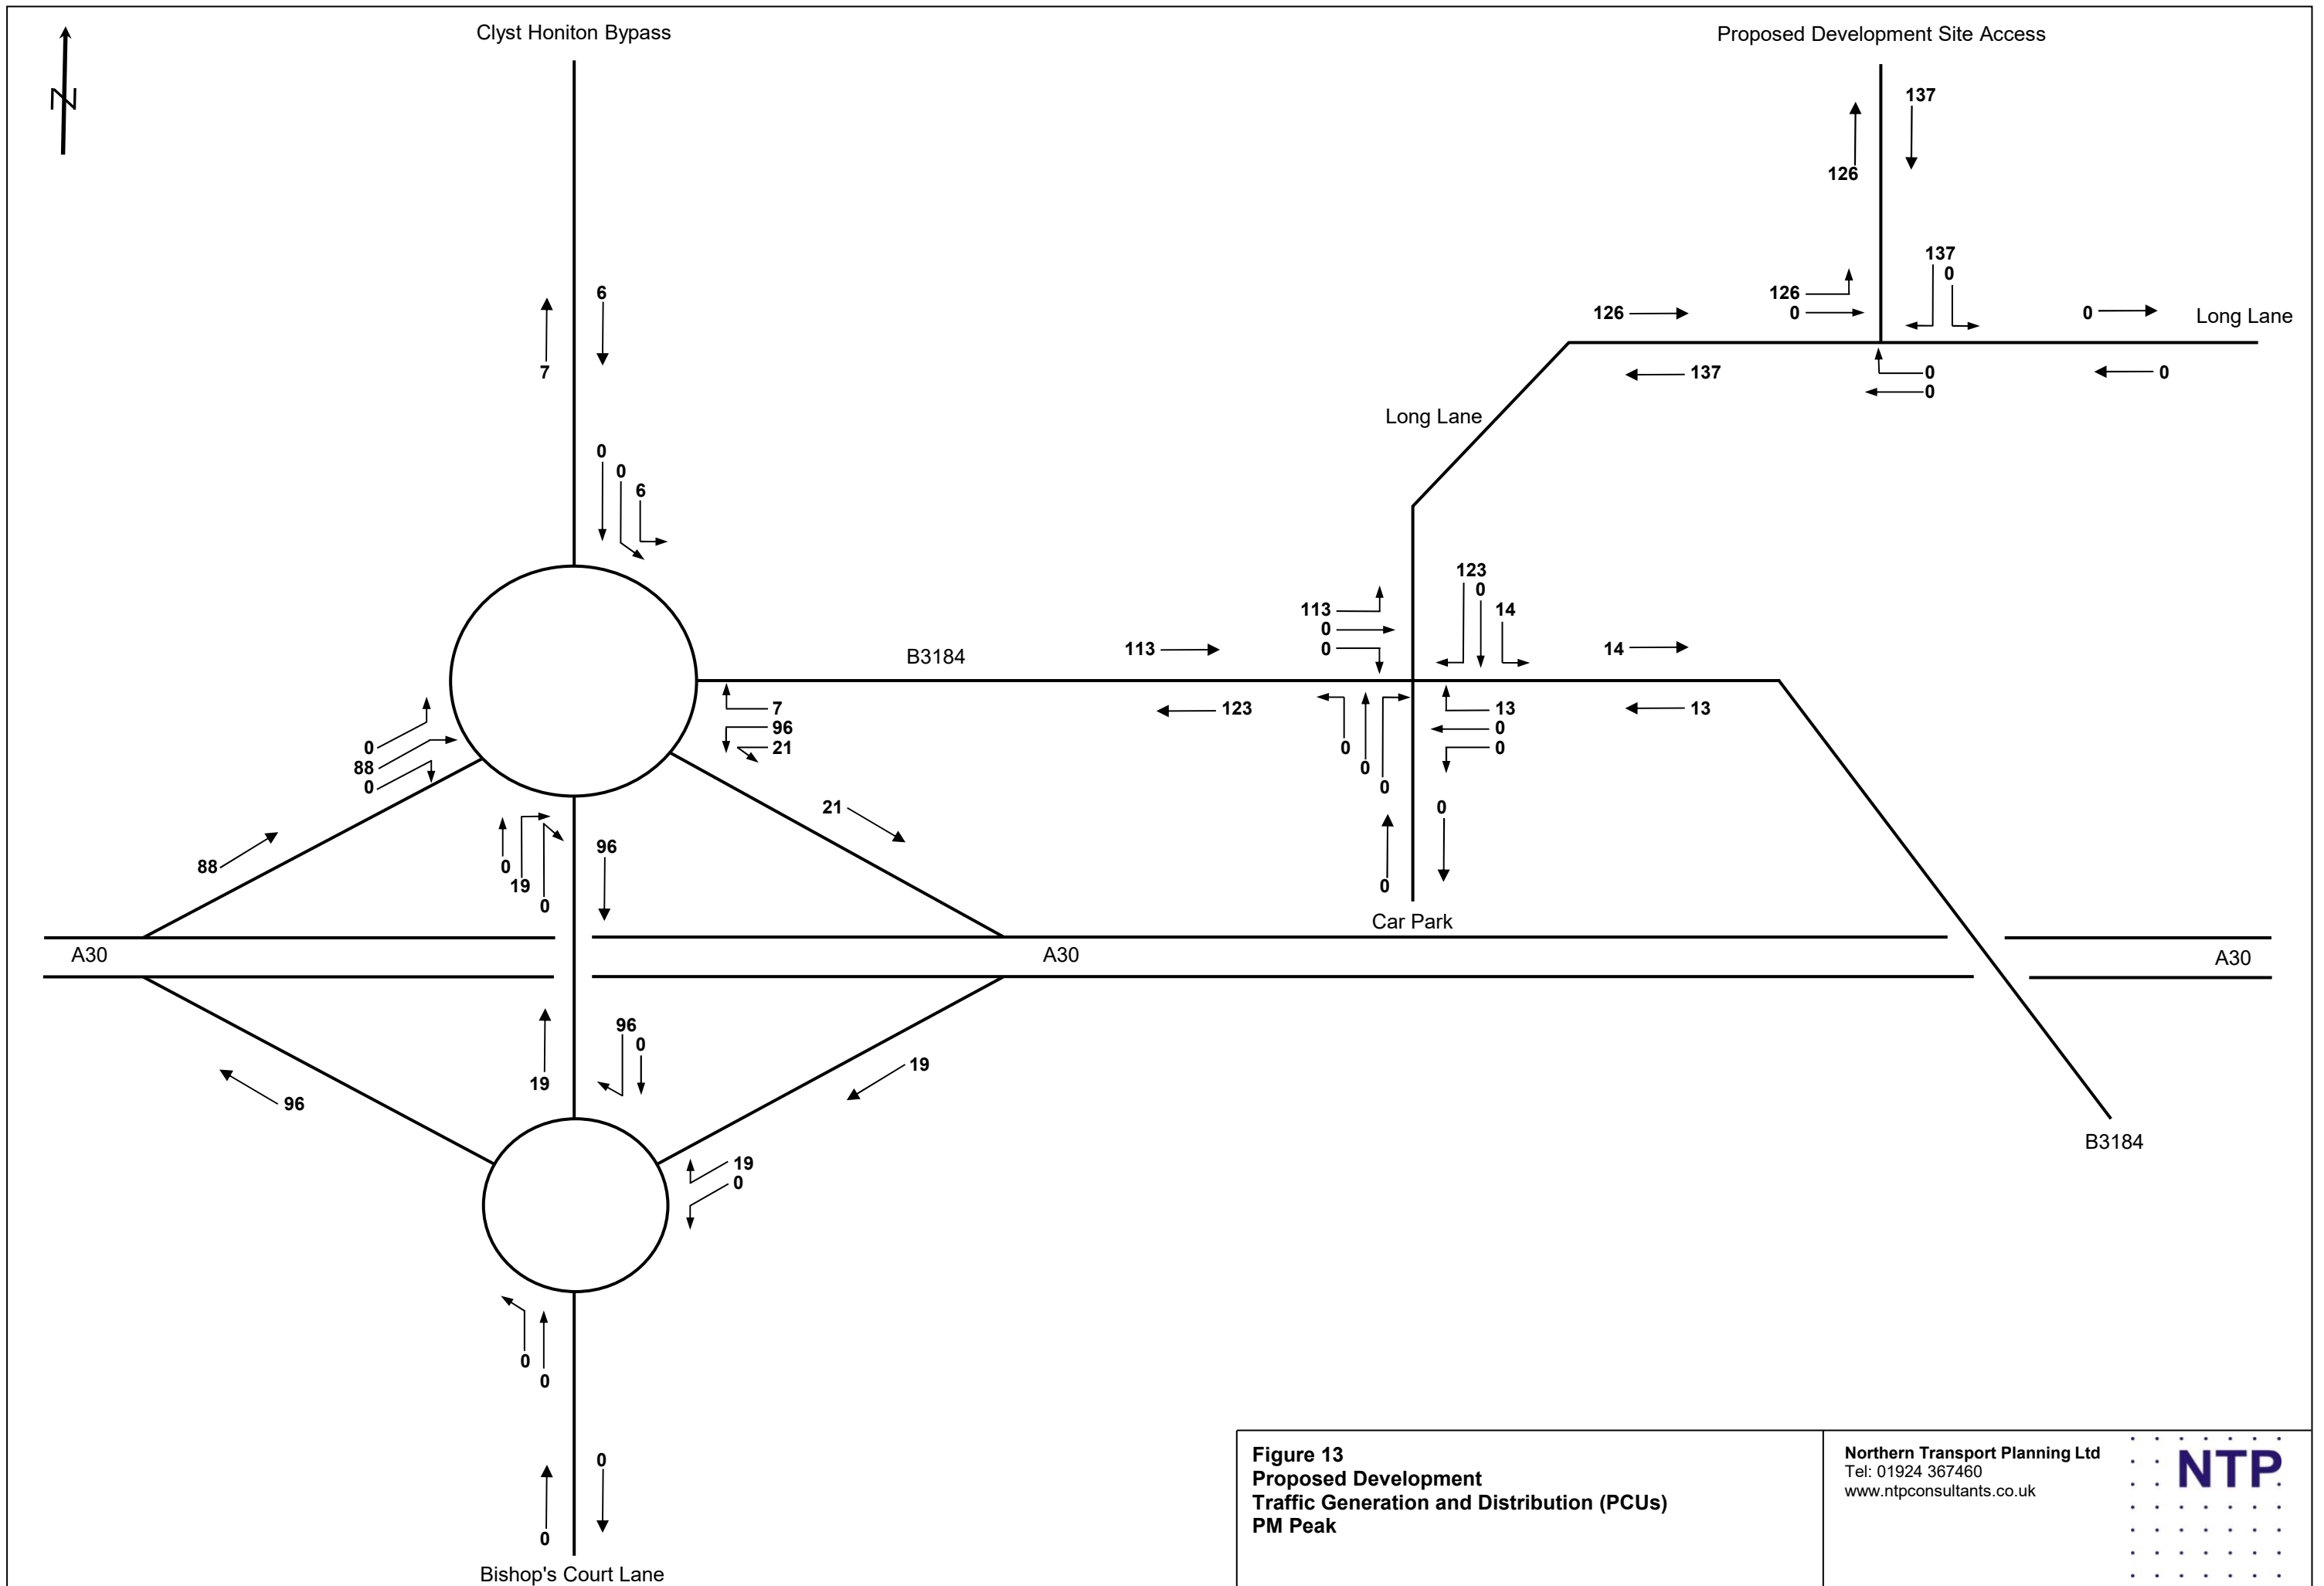 Clyst Honiton Bypass
Proposed Development Site Access
N
137
126
137
0
126
0
126
0
Long Lane
137
0
0
0
6
7
Long Lane
0
0
6
123
0
14
113
0
0
113
14
B3184
123
13
0
0
13
0
0
0
7
96
21
0
88
0
21
0
0
Car Park
96
0
19
0
88
A30
A30
A30
96
0
19
19
96
19
0
B3184
0
0
0
0
Bishop's Court Lane
Figure 13
Proposed Development
Traffic Generation and Distribution (PCUs)
PM Peak
Northern Transport Planning Ltd
Tel: 01924 367460
www.ntpconsultants.co.uk
NTP